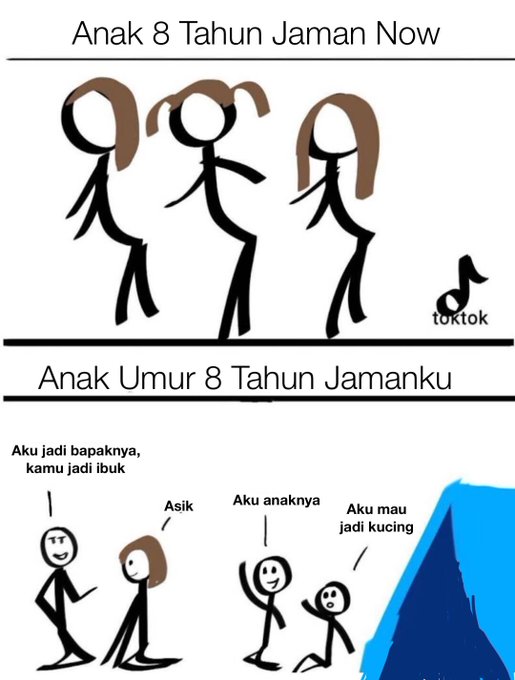 Anak 8 Tahun Jaman Now
toktok
Anak Umur 8 Tahun Jamanku
Aku jadi bapaknya,
kamu jadi ibuk
Asik
Aku anaknya
Aku mau
jadi kucing